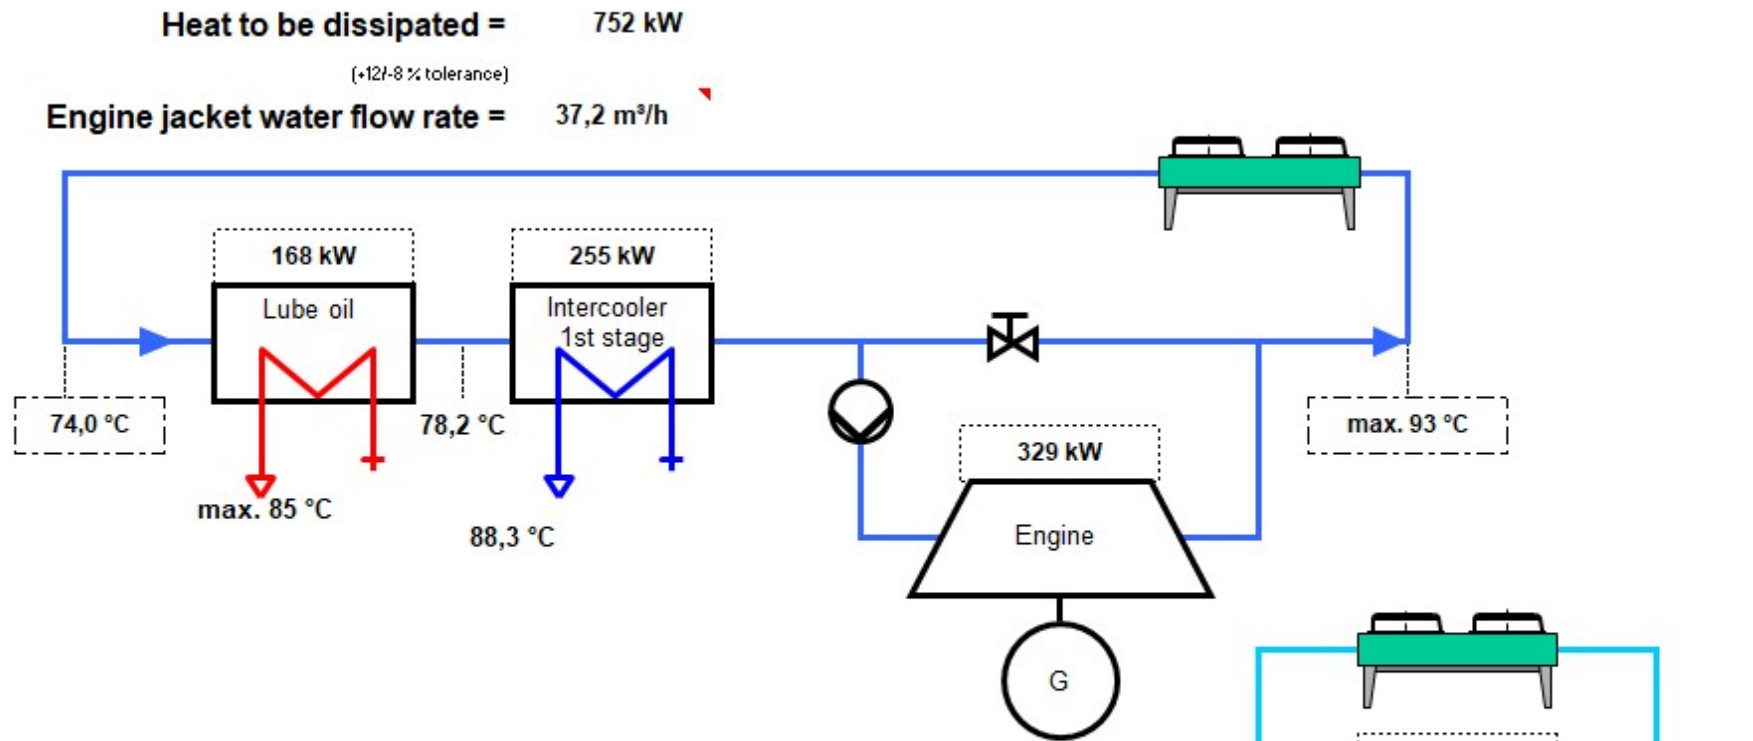 Heat to be dissipated = 752 kW
(+12/-8 % tolerance)
Engine jacket water flow rate = 37,2 m³/h
168 kW
255 kW
Lube oil
Intercooler
1st stage
74,0 °C
78,2 °C
max. 93 °C
329 kW
max. 85 °C
88,3 °C
Engine
G